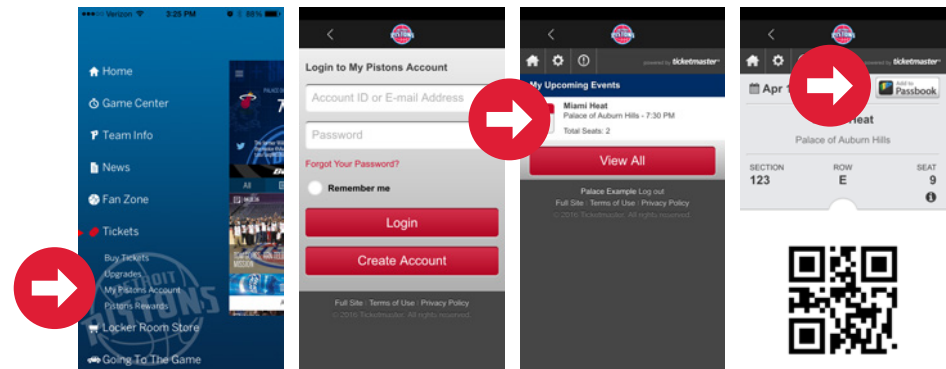 Verizon 3:25 PM 88%
Home
Game Center
Team Info
News
Fan Zone
Tickets
Buy Tickets
Upgrades
My Pistons Account
Pistons Rewards
Locker Room Store
Going To The Game
DETROIT
PISTONS
All
PISTONS
Login to My Pistons Account
Account ID or E-mail Address
Password
Forgot Your Password?
Remember me
Login
Create Account
Full Site | Terms of Use | Privacy Policy
© 2016 Ticketmaster. All rights reserved.
PISTONS
powered by ticketmaster
My Upcoming Events
Miami Heat
Palace of Auburn Hills - 7:30 PM
Total Seats: 2
View All
Palace Example Log out
Full Site | Terms of Use | Privacy Policy
© 2016 Ticketmaster. All rights reserved.
PISTONS
powered by ticketmaster
Apr
Add to
Passbook
Heat
Palace of Auburn Hills
SECTION ROW SEAT
123 E 9